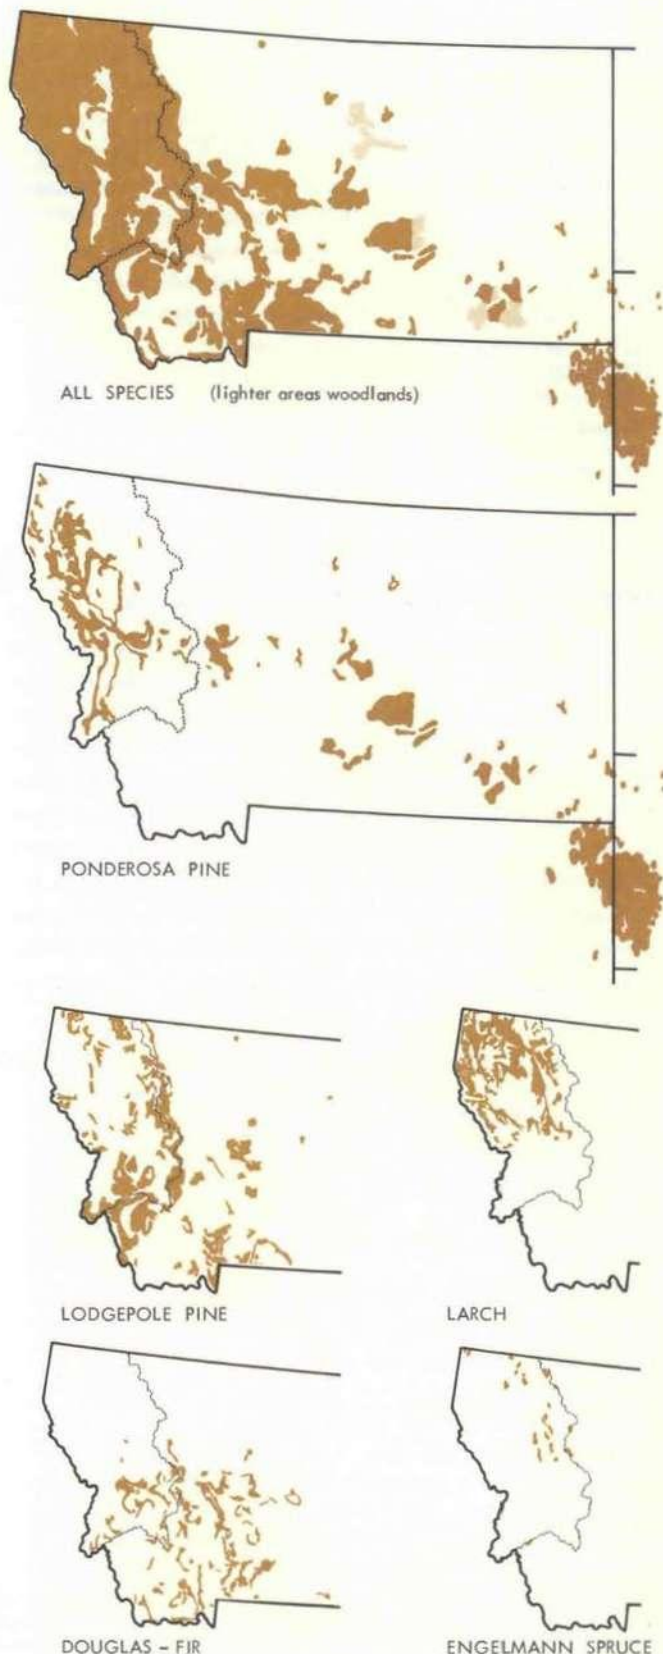 ALL SPECIES (lighter areas woodlands)
PONDEROSA PINE
LODGEPOLE PINE
LARCH
DOUGLAS - FIR
ENGELMANN SPRUCE